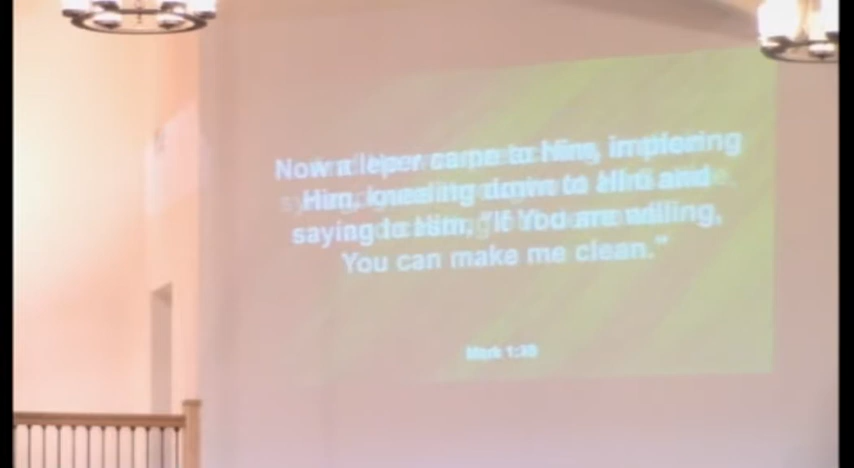 Now a leper came to Him, imploring
Him, kneeling down to Him and
saying to Him, "If You are willing,
You can make me clean."
Mark